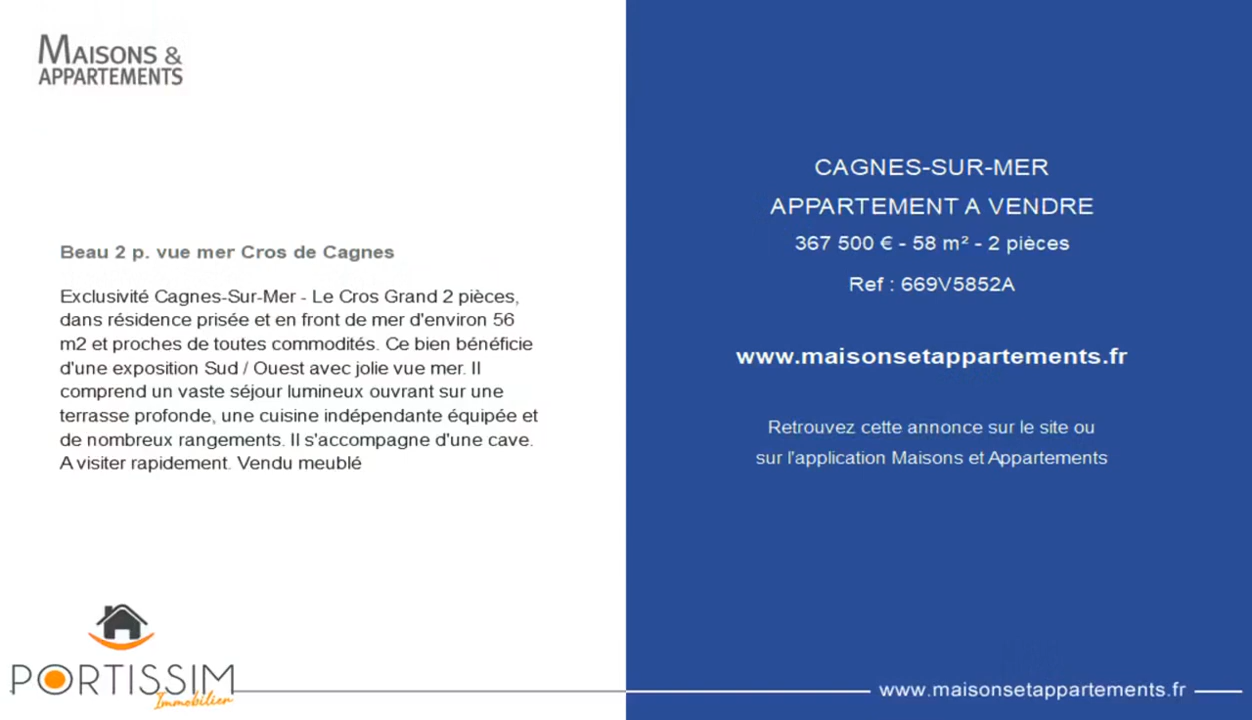 MAISONS &
APPARTEMENTS
Beau 2 p. vue mer Cros de Cagnes
Exclusivité Cagnes-Sur-Mer - Le Cros Grand 2 pièces,
dans résidence prisée et en front de mer d'environ 56
m2 et proches de toutes commodités. Ce bien bénéficie
d'une exposition Sud / Ouest avec jolie vue mer. Il
comprend un vaste séjour lumineux ouvrant sur une
terrasse profonde, une cuisine indépendante équipée et
de nombreux rangements. Il s'accompagne d'une cave.
A visiter rapidement. Vendu meublé
PORTISSIM
Immobilier
CAGNES-SUR-MER
APPARTEMENT A VENDRE
367 500 € - 58 m² - 2 pièces
Ref : 669V5852A
www.maisonsetappartements.fr
Retrouvez cette annonce sur le site ou
sur l'application Maisons et Appartements
www.maisonsetappartements.fr